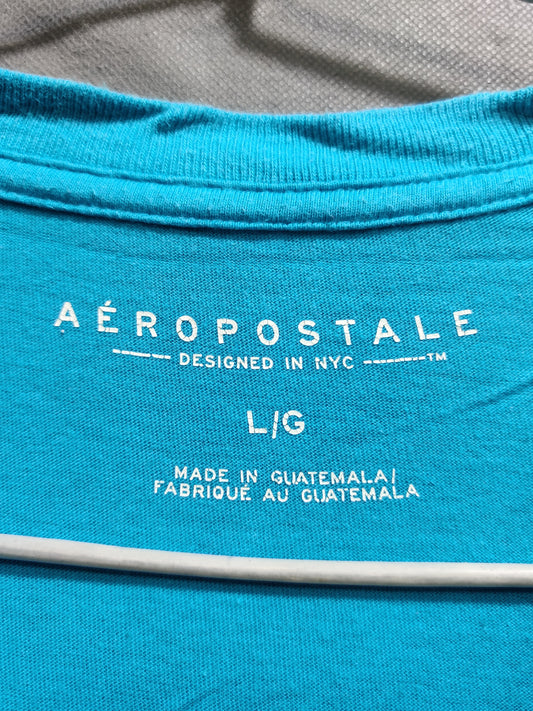 AÉROPOSTALE
DESIGNED IN NYC TM
L/G
MADE IN GUATEMALA/
FABRIQUÉ AU GUATEMALA